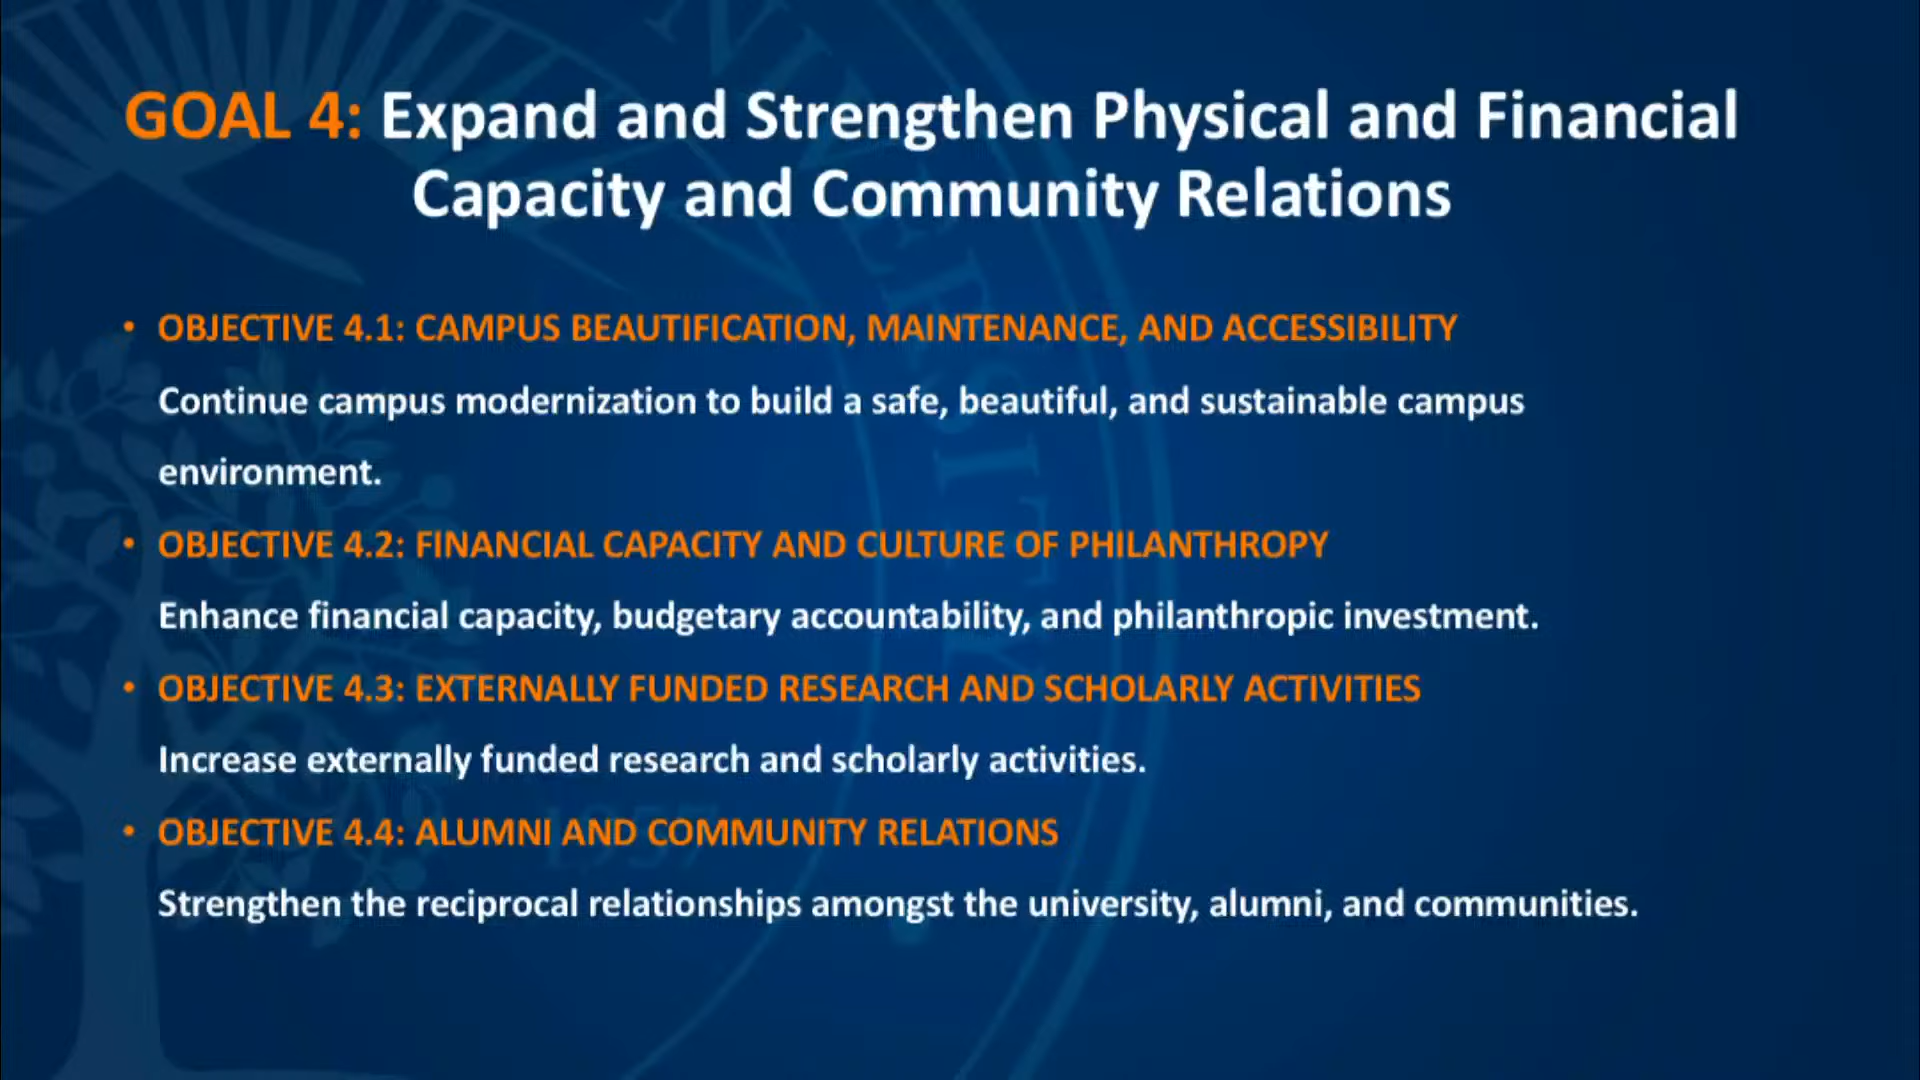 GOAL 4: Expand and Strengthen Physical and Financial
Capacity and Community Relations
• OBJECTIVE 4.1: CAMPUS BEAUTIFICATION, MAINTENANCE, AND ACCESSIBILITY
Continue campus modernization to build a safe, beautiful, and sustainable campus
environment.
• OBJECTIVE 4.2: FINANCIAL CAPACITY AND CULTURE OF PHILANTHROPY
Enhance financial capacity, budgetary accountability, and philanthropic investment.
• OBJECTIVE 4.3: EXTERNALLY FUNDED RESEARCH AND SCHOLARLY ACTIVITIES
Increase externally funded research and scholarly activities.
• OBJECTIVE 4.4: ALUMNI AND COMMUNITY RELATIONS
Strengthen the reciprocal relationships amongst the university, alumni, and communities.